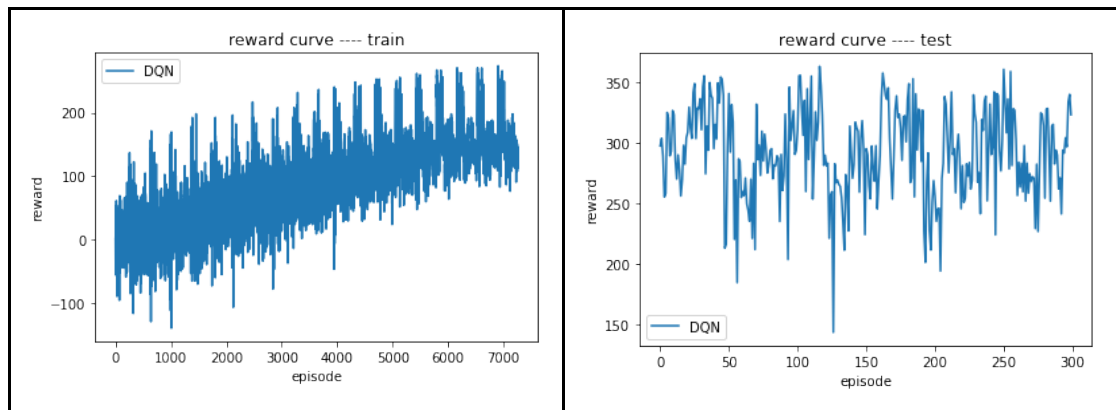 reward curve ---- train
DQN
200
100
0
−100
reward
0 1000 2000 3000 4000 5000 6000 7000
episode
reward curve ---- test
350
300
250
200
150
reward
DQN
0 50 100 150 200 250 300
episode